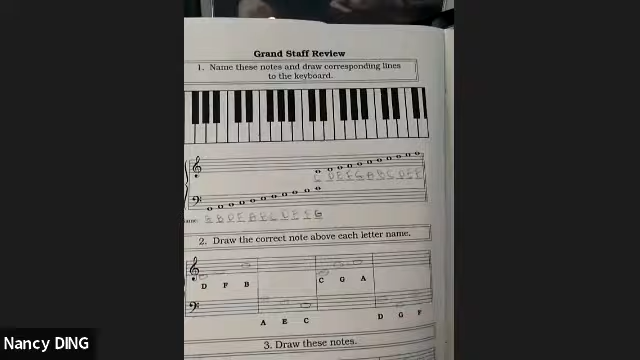 Grand Staff Review
1. Name these notes and draw corresponding lines
to the keyboard.
C D E F G A B C D E F
2. Draw the correct note above each letter name.
D F B
C G A
A E C
D G F
3. Draw these notes.
Nancy DING